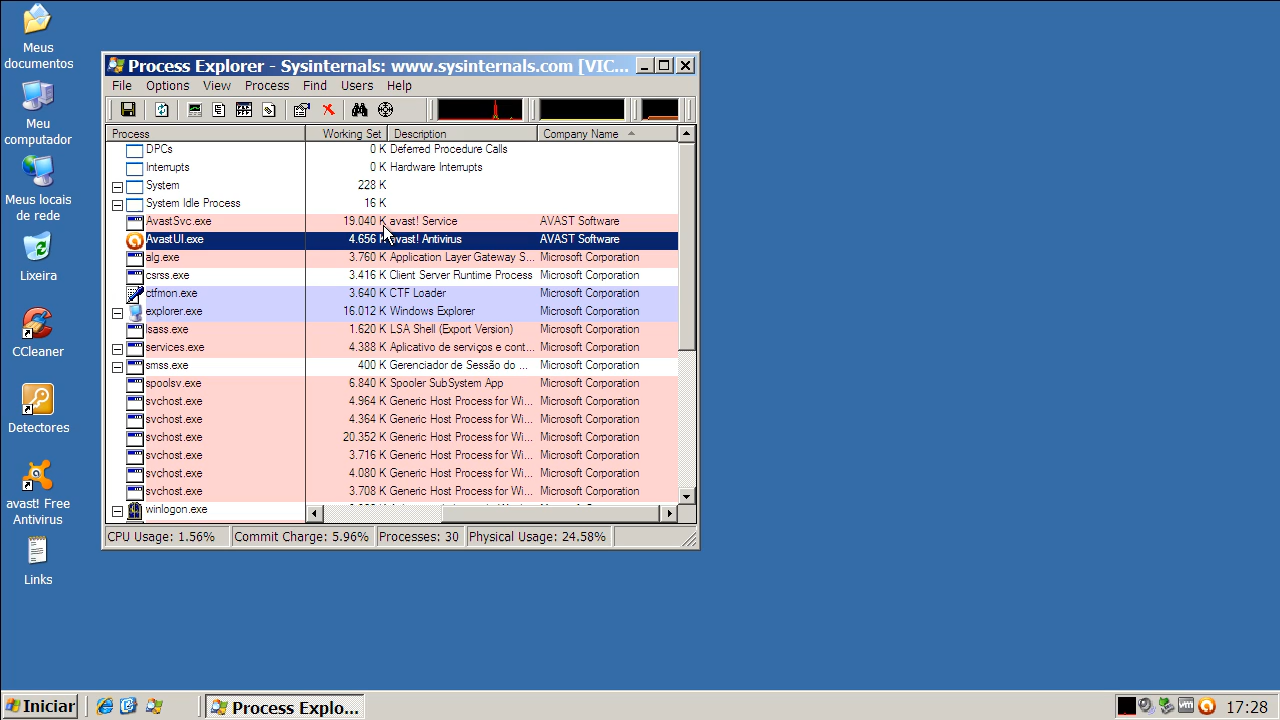 Meus
documentos
Meu
computador
Meus locais
de rede
Lixeira
CCleaner
Detectores
avast! Free
Antivirus
Links
Process Explorer - Sysinternals: www.sysinternals.com [VIC...
File Options View Process Find Users Help
Process Working Set Description Company Name
DPCs 0 K Deferred Procedure Calls
Interrupts 0 K Hardware Interrupts
System 228 K
System Idle Process 16 K
AvastSvc.exe 19.040 K avast! Service AVAST Software
AvastUI.exe 4.656 K avast! Antivirus AVAST Software
alg.exe 3.760 K Application Layer Gateway S... Microsoft Corporation
csrss.exe 3.416 K Client Server Runtime Process Microsoft Corporation
ctfmon.exe 3.640 K CTF Loader Microsoft Corporation
explorer.exe 16.012 K Windows Explorer Microsoft Corporation
lsass.exe 1.620 K LSA Shell (Export Version) Microsoft Corporation
services.exe 4.388 K Aplicativo de serviços e cont... Microsoft Corporation
smss.exe 400 K Gerenciador de Sessão do ... Microsoft Corporation
spoolsv.exe 6.840 K Spooler SubSystem App Microsoft Corporation
svchost.exe 4.964 K Generic Host Process for Wi... Microsoft Corporation
svchost.exe 4.364 K Generic Host Process for Wi... Microsoft Corporation
svchost.exe 20.352 K Generic Host Process for Wi... Microsoft Corporation
svchost.exe 3.716 K Generic Host Process for Wi... Microsoft Corporation
svchost.exe 4.080 K Generic Host Process for Wi... Microsoft Corporation
svchost.exe 3.708 K Generic Host Process for Wi... Microsoft Corporation
winlogon.exe
CPU Usage: 1.56% Commit Charge: 5.96% Processes: 30 Physical Usage: 24.58%
Iniciar Process Explo... vm 17:28